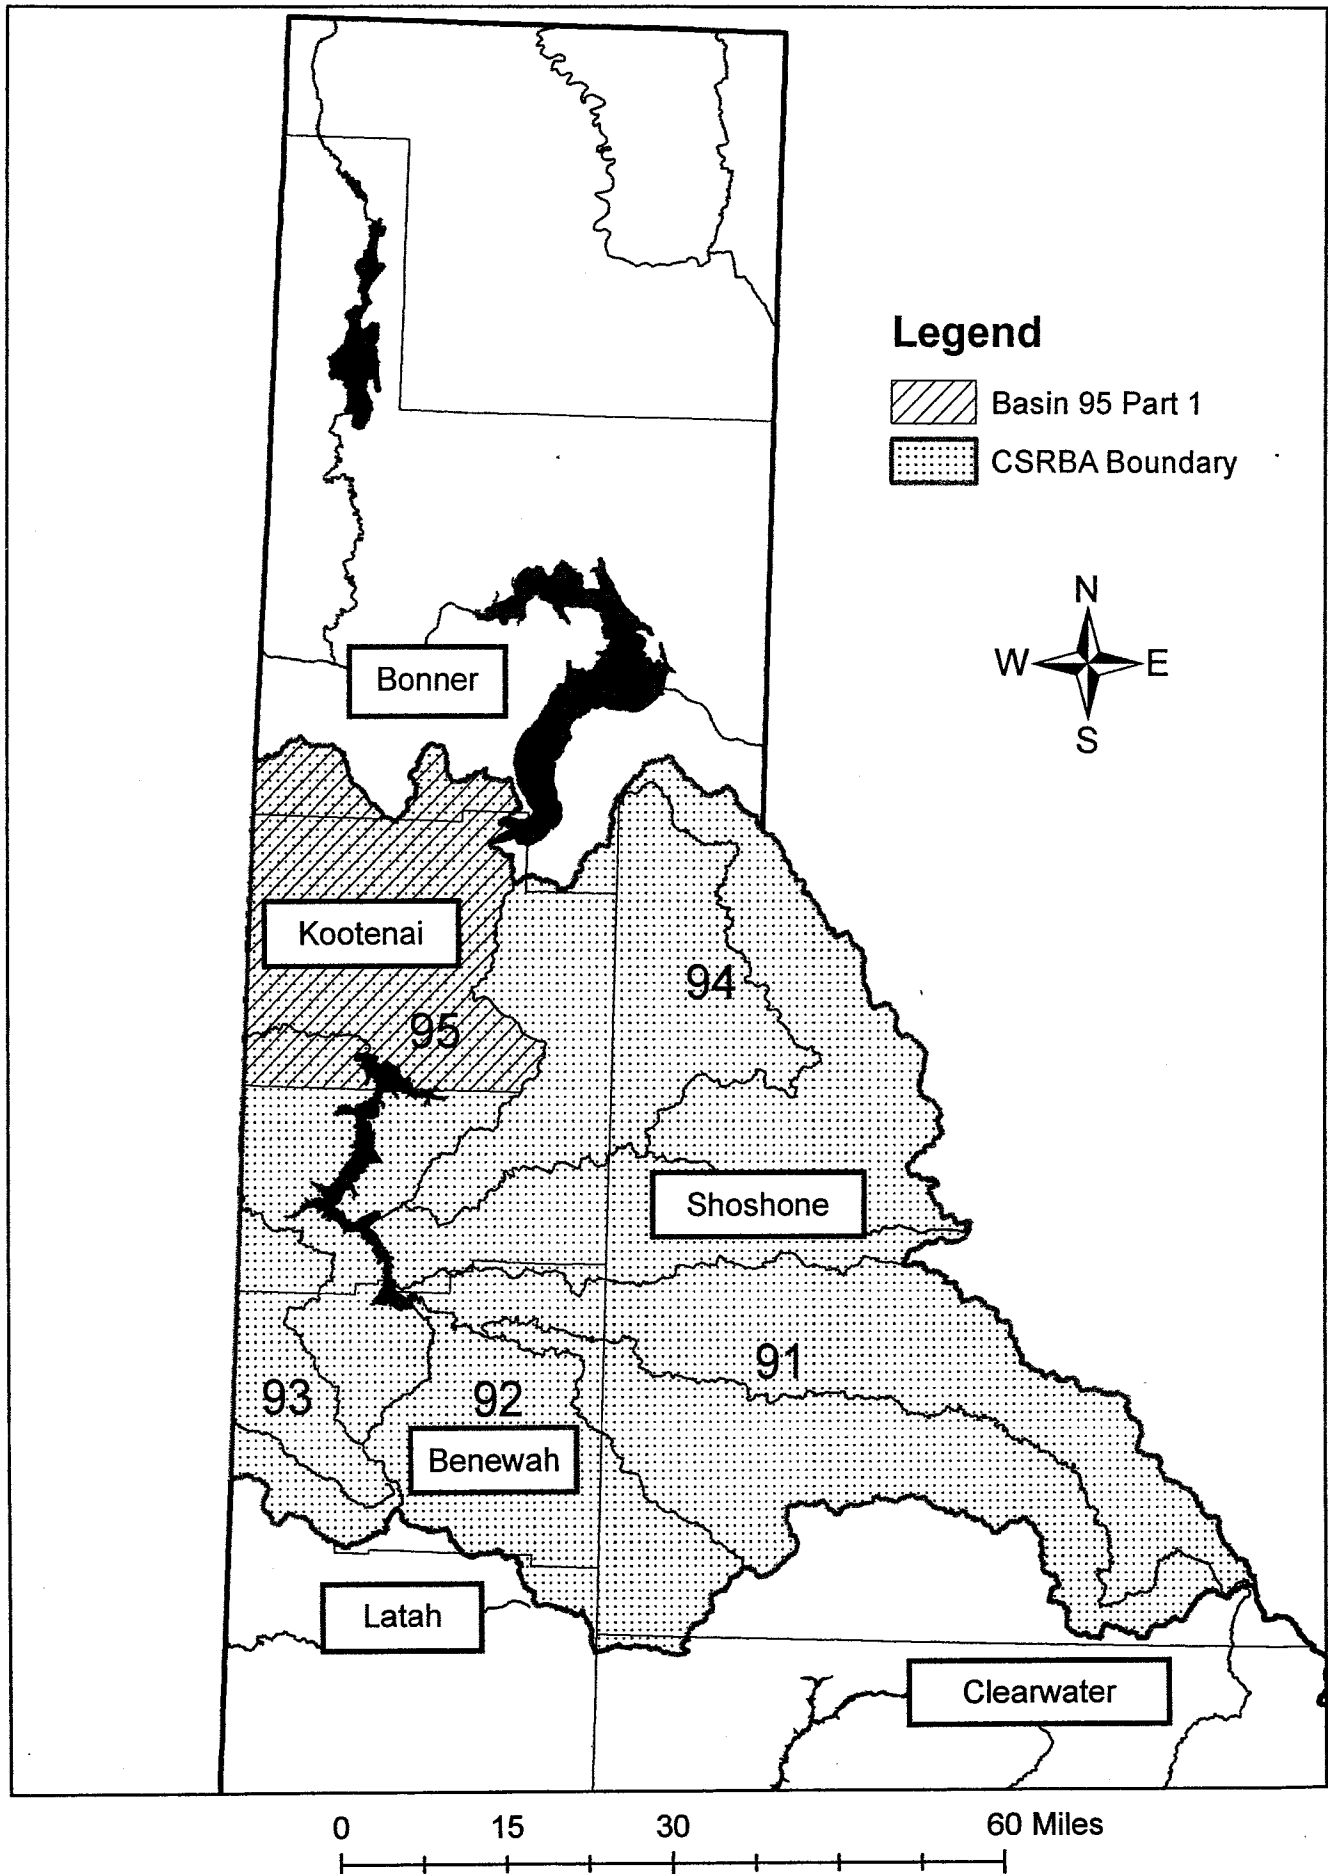 Legend
Basin 95 Part 1
CSRBA Boundary
N
W E
S
Bonner
Kootenai
94
95
Shoshone
91
93
92
Benewah
Latah
Clearwater
0 15 30 60 Miles